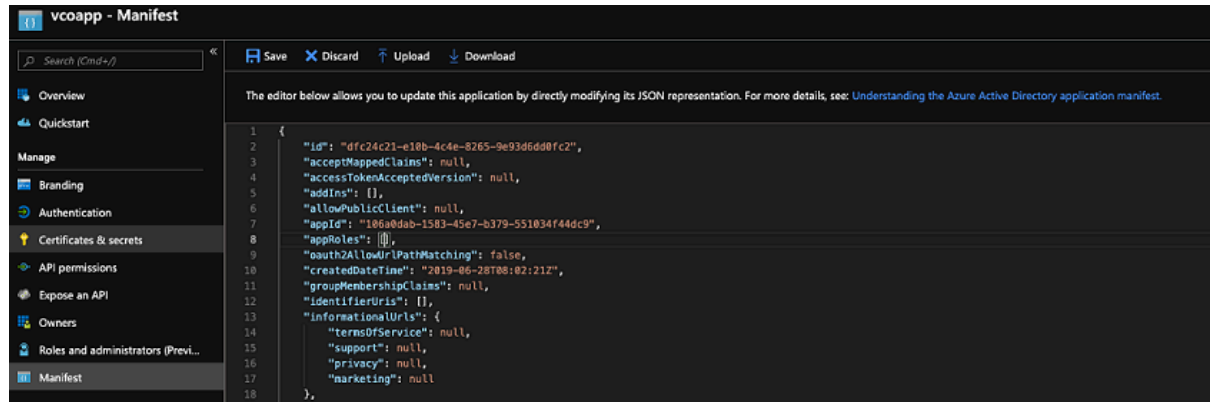 vcoapp - Manifest
Search (Cmd+/)
«
Save
Discard
Upload
Download
Overview
Quickstart
Manage
Branding
Authentication
Certificates & secrets
API permissions
Expose an API
Owners
Roles and administrators (Previ...
Manifest
The editor below allows you to update this application by directly modifying its JSON representation. For more details, see: Understanding the Azure Active Directory application manifest.
1 {
2 "id": "dfc24c21-e10b-4c4e-8265-9e93d6dd0fc2",
3 "acceptMappedClaims": null,
4 "accessTokenAcceptedVersion": null,
5 "addIns": [],
6 "allowPublicClient": null,
7 "appId": "106a0dab-1583-45e7-b379-551034f44dc9",
8 "appRoles": [],
9 "oauth2AllowUrlPathMatching": false,
10 "createdDateTime": "2019-06-28T08:02:21Z",
11 "groupMembershipClaims": null,
12 "identifierUris": [],
13 "informationalUrls": {
14 "termsOfService": null,
15 "support": null,
16 "privacy": null,
17 "marketing": null
18 },